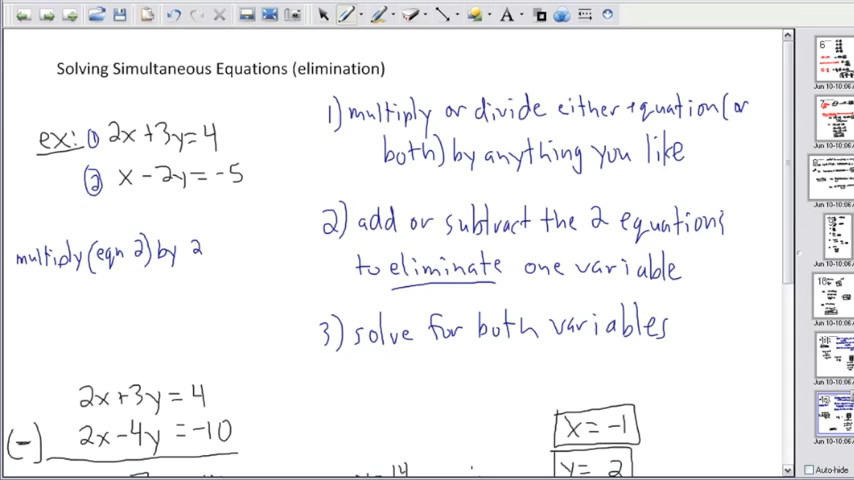 Solving Simultaneous Equations (elimination)
ex: ① 2x+3y=4
② x-2y=-5
multiply (eqn 2) by 2
1) multiply or divide either equation (or
both) by anything you like
2) add or subtract the 2 equations
to eliminate one variable
3) solve for both variables
2x+3y=4
(-) 2x-4y=-10
x=-1
y= 2
Auto-hide